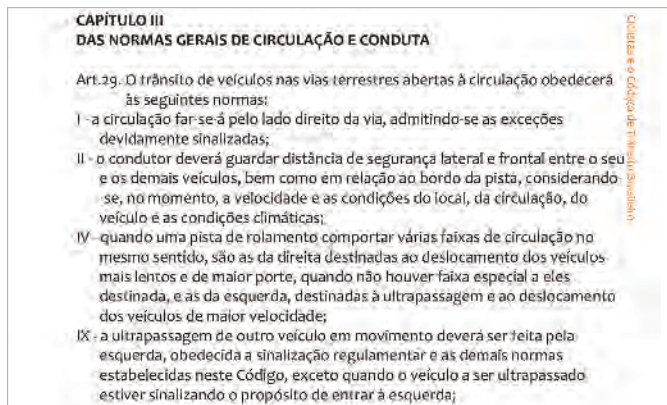 CAPÍTULO III
DAS NORMAS GERAIS DE CIRCULAÇÃO E CONDUTA
Art.29. O trânsito de veículos nas vias terrestres abertas à circulação obedecerá
às seguintes normas:
I - a circulação far-se-á pelo lado direito da via, admitindo-se as exceções
devidamente sinalizadas;
II - o condutor deverá guardar distância de segurança lateral e frontal entre o seu
e os demais veículos, bem como em relação ao bordo da pista, considerando
se, no momento, a velocidade e as condições do local, da circulação, do
veículo e as condições climáticas;
IV - quando uma pista de rolamento comportar várias faixas de circulação no
mesmo sentido, são as da direita destinadas ao deslocamento dos veículos
mais lentos e de maior porte, quando não houver faixa especial a eles
destinada, e as da esquerda, destinadas à ultrapassagem e ao deslocamento
dos veículos de maior velocidade;
IX - a ultrapassagem de outro veículo em movimento deverá ser feita pela
esquerda, obedecida a sinalização regulamentar e as demais normas
estabelecidas neste Código, exceto quando o veículo a ser ultrapassado
estiver sinalizando o propósito de entrar à esquerda;
Ciclistas e o Código de Trânsito Brasileiro